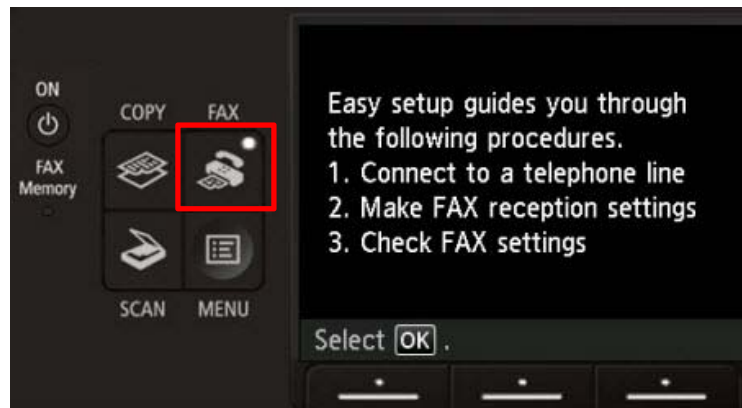 ON
COPY FAX
FAX
Memory
SCAN MENU
Easy setup guides you through
the following procedures.
1. Connect to a telephone line
2. Make FAX reception settings
3. Check FAX settings
Select OK .